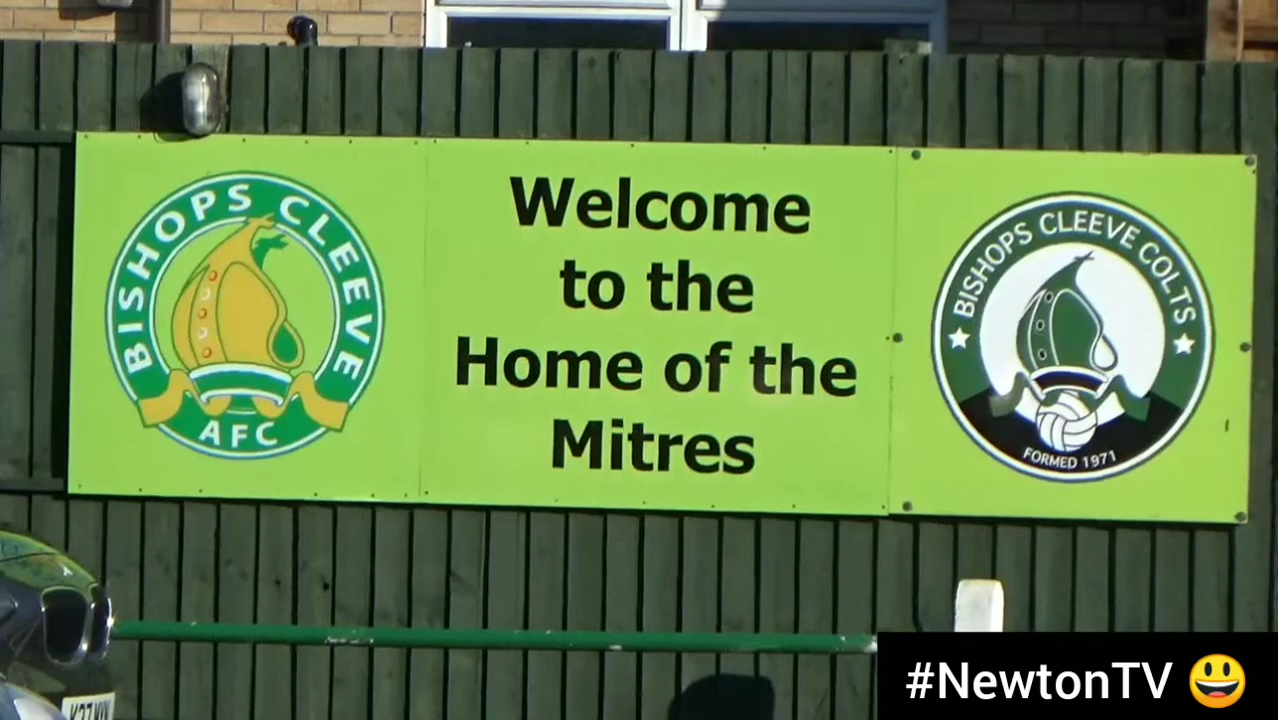 BISHOPS CLEEVE
AFC
Welcome
to the
Home of the
Mitres
BISHOPS CLEEVE COLTS
FORMED 1971
#NewtonTV 😃